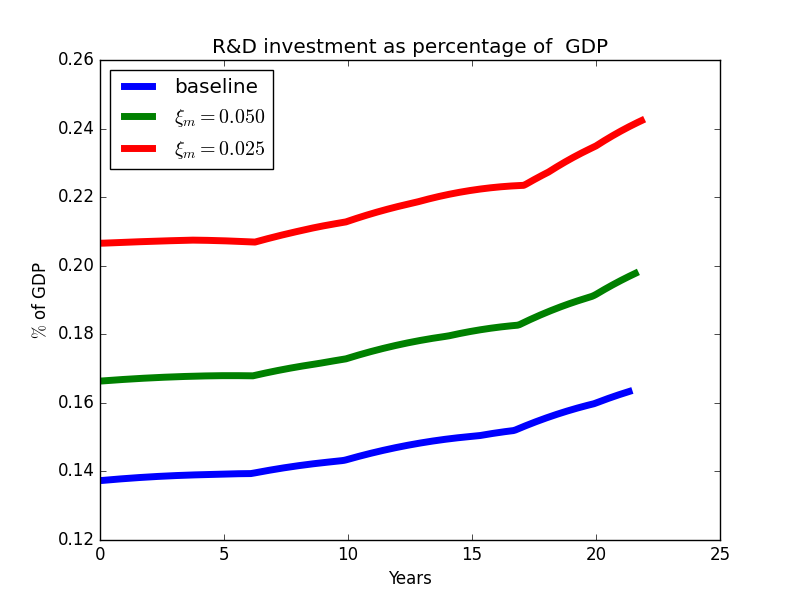 R&D investment as percentage of  GDP
baseline
ξₘ = 0.050
ξₘ = 0.025
0.26
0.24
0.22
0.20
0.18
0.16
0.14
0.12
% of GDP
0 5 10 15 20 25
Years